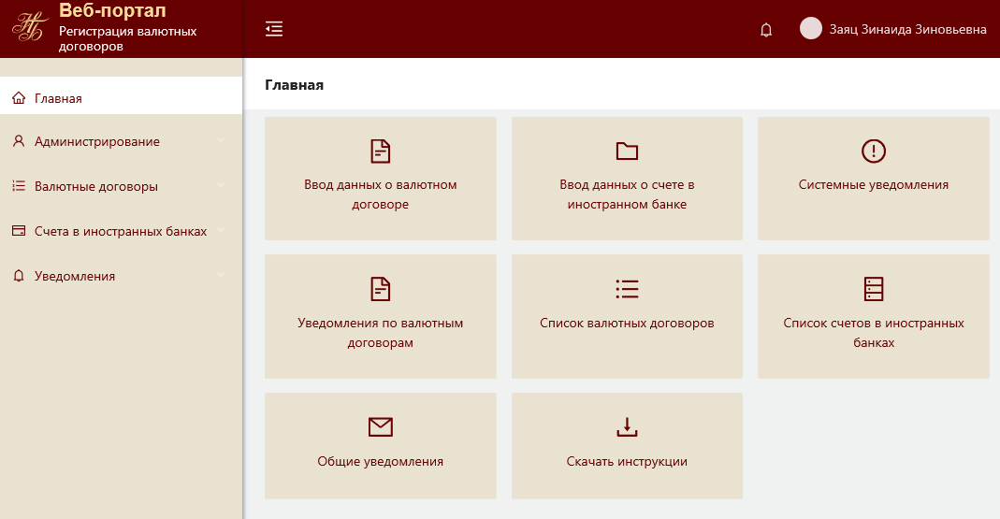 Веб-портал
Регистрация валютных
договоров
Заяц Зинаида Зиновьевна
Главная
Администрирование
Валютные договоры
Счета в иностранных банках
Уведомления
Главная
Ввод данных о валютном
договоре
Ввод данных о счете в
иностранном банке
Системные уведомления
Уведомления по валютным
договорам
Список валютных договоров
Список счетов в иностранных
банках
Общие уведомления
Скачать инструкции